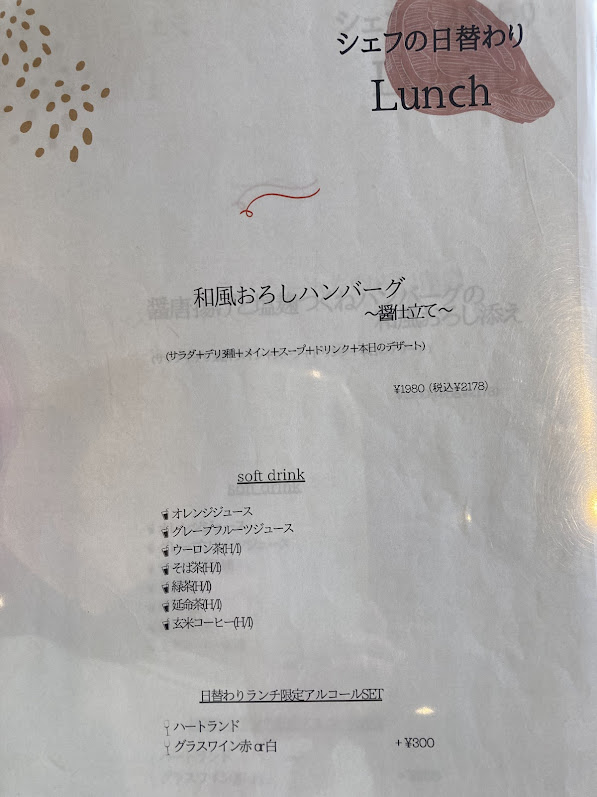 シェフの日替わり
Lunch
和風おろしハンバーグ
～醤仕立て～
(サラダ+デリ3種+メイン+スープ+ドリンク+本日のデザート)
¥1980 (税込¥2178)
soft drink
オレンジジュース
グレープフルーツジュース
ウーロン茶(H/I)
そば茶(H/I)
緑茶(H/I)
延命茶(H/I)
玄米コーヒー(H/I)
日替わりランチ限定アルコールSET
ハートランド
グラスワイン赤 or 白 +¥300